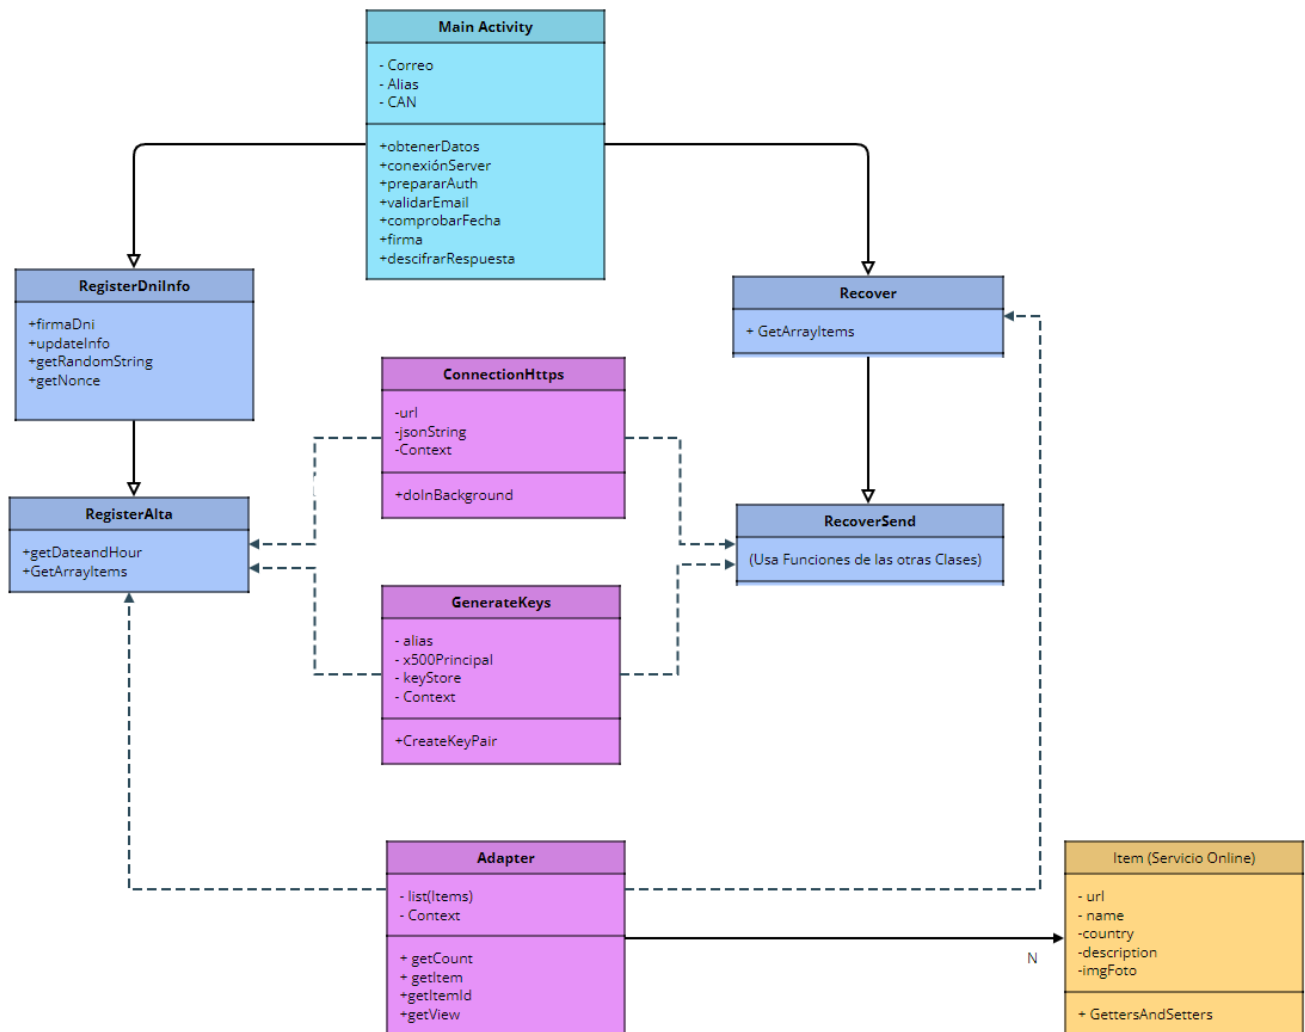 Main Activity
- Correo
- Alias
- CAN
+obtenerDatos
+conexiónServer
+prepararAuth
+validarEmail
+comprobarFecha
+firma
+descifrarRespuesta
RegisterDniInfo
+firmaDni
+updateInfo
+getRandomString
+getNonce
Recover
+ GetArrayItems
ConnectionHttps
-url
-jsonString
-Context
+doInBackground
RegisterAlta
+getDateandHour
+GetArrayItems
RecoverSend
(Usa Funciones de las otras Clases)
GenerateKeys
- alias
- x500Principal
- keyStore
- Context
+CreateKeyPair
Adapter
- list(Items)
- Context
+ getCount
+ getItem
+getItemId
+getView
N
Item (Servicio Online)
- url
- name
-country
-description
-imgFoto
+ GettersAndSetters